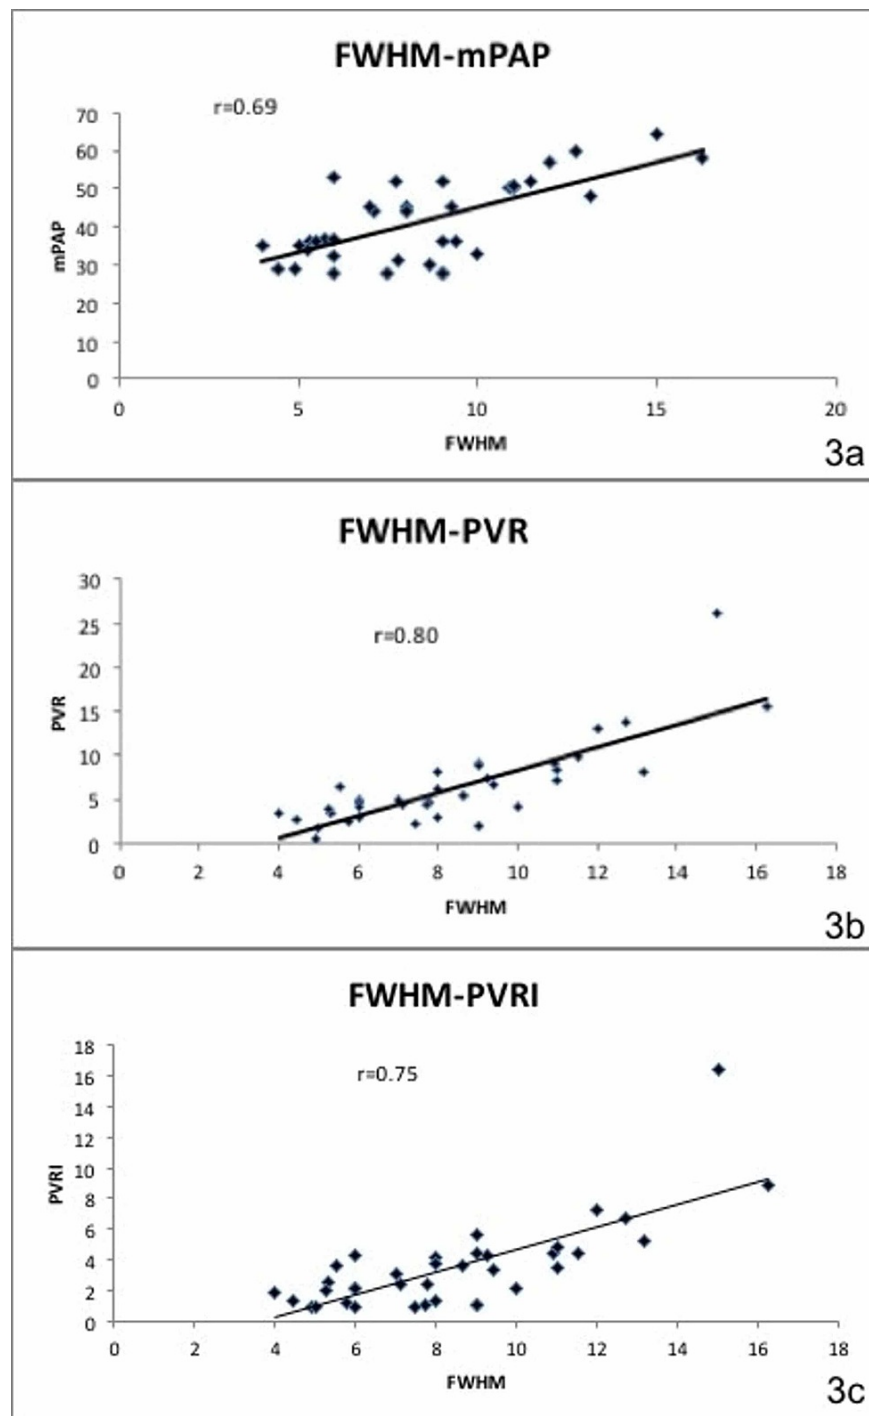 FWHM-mPAP
r=0.69
70
60
50
40
30
20
10
0
mPAP
0 5 10 15 20
FWHM
3a
FWHM-PVR
r=0.80
30
25
20
15
10
5
0
PVR
0 2 4 6 8 10 12 14 16 18
FWHM
3b
FWHM-PVRI
r=0.75
18
16
14
12
10
8
6
4
2
0
PVRI
0 2 4 6 8 10 12 14 16 18
FWHM
3c